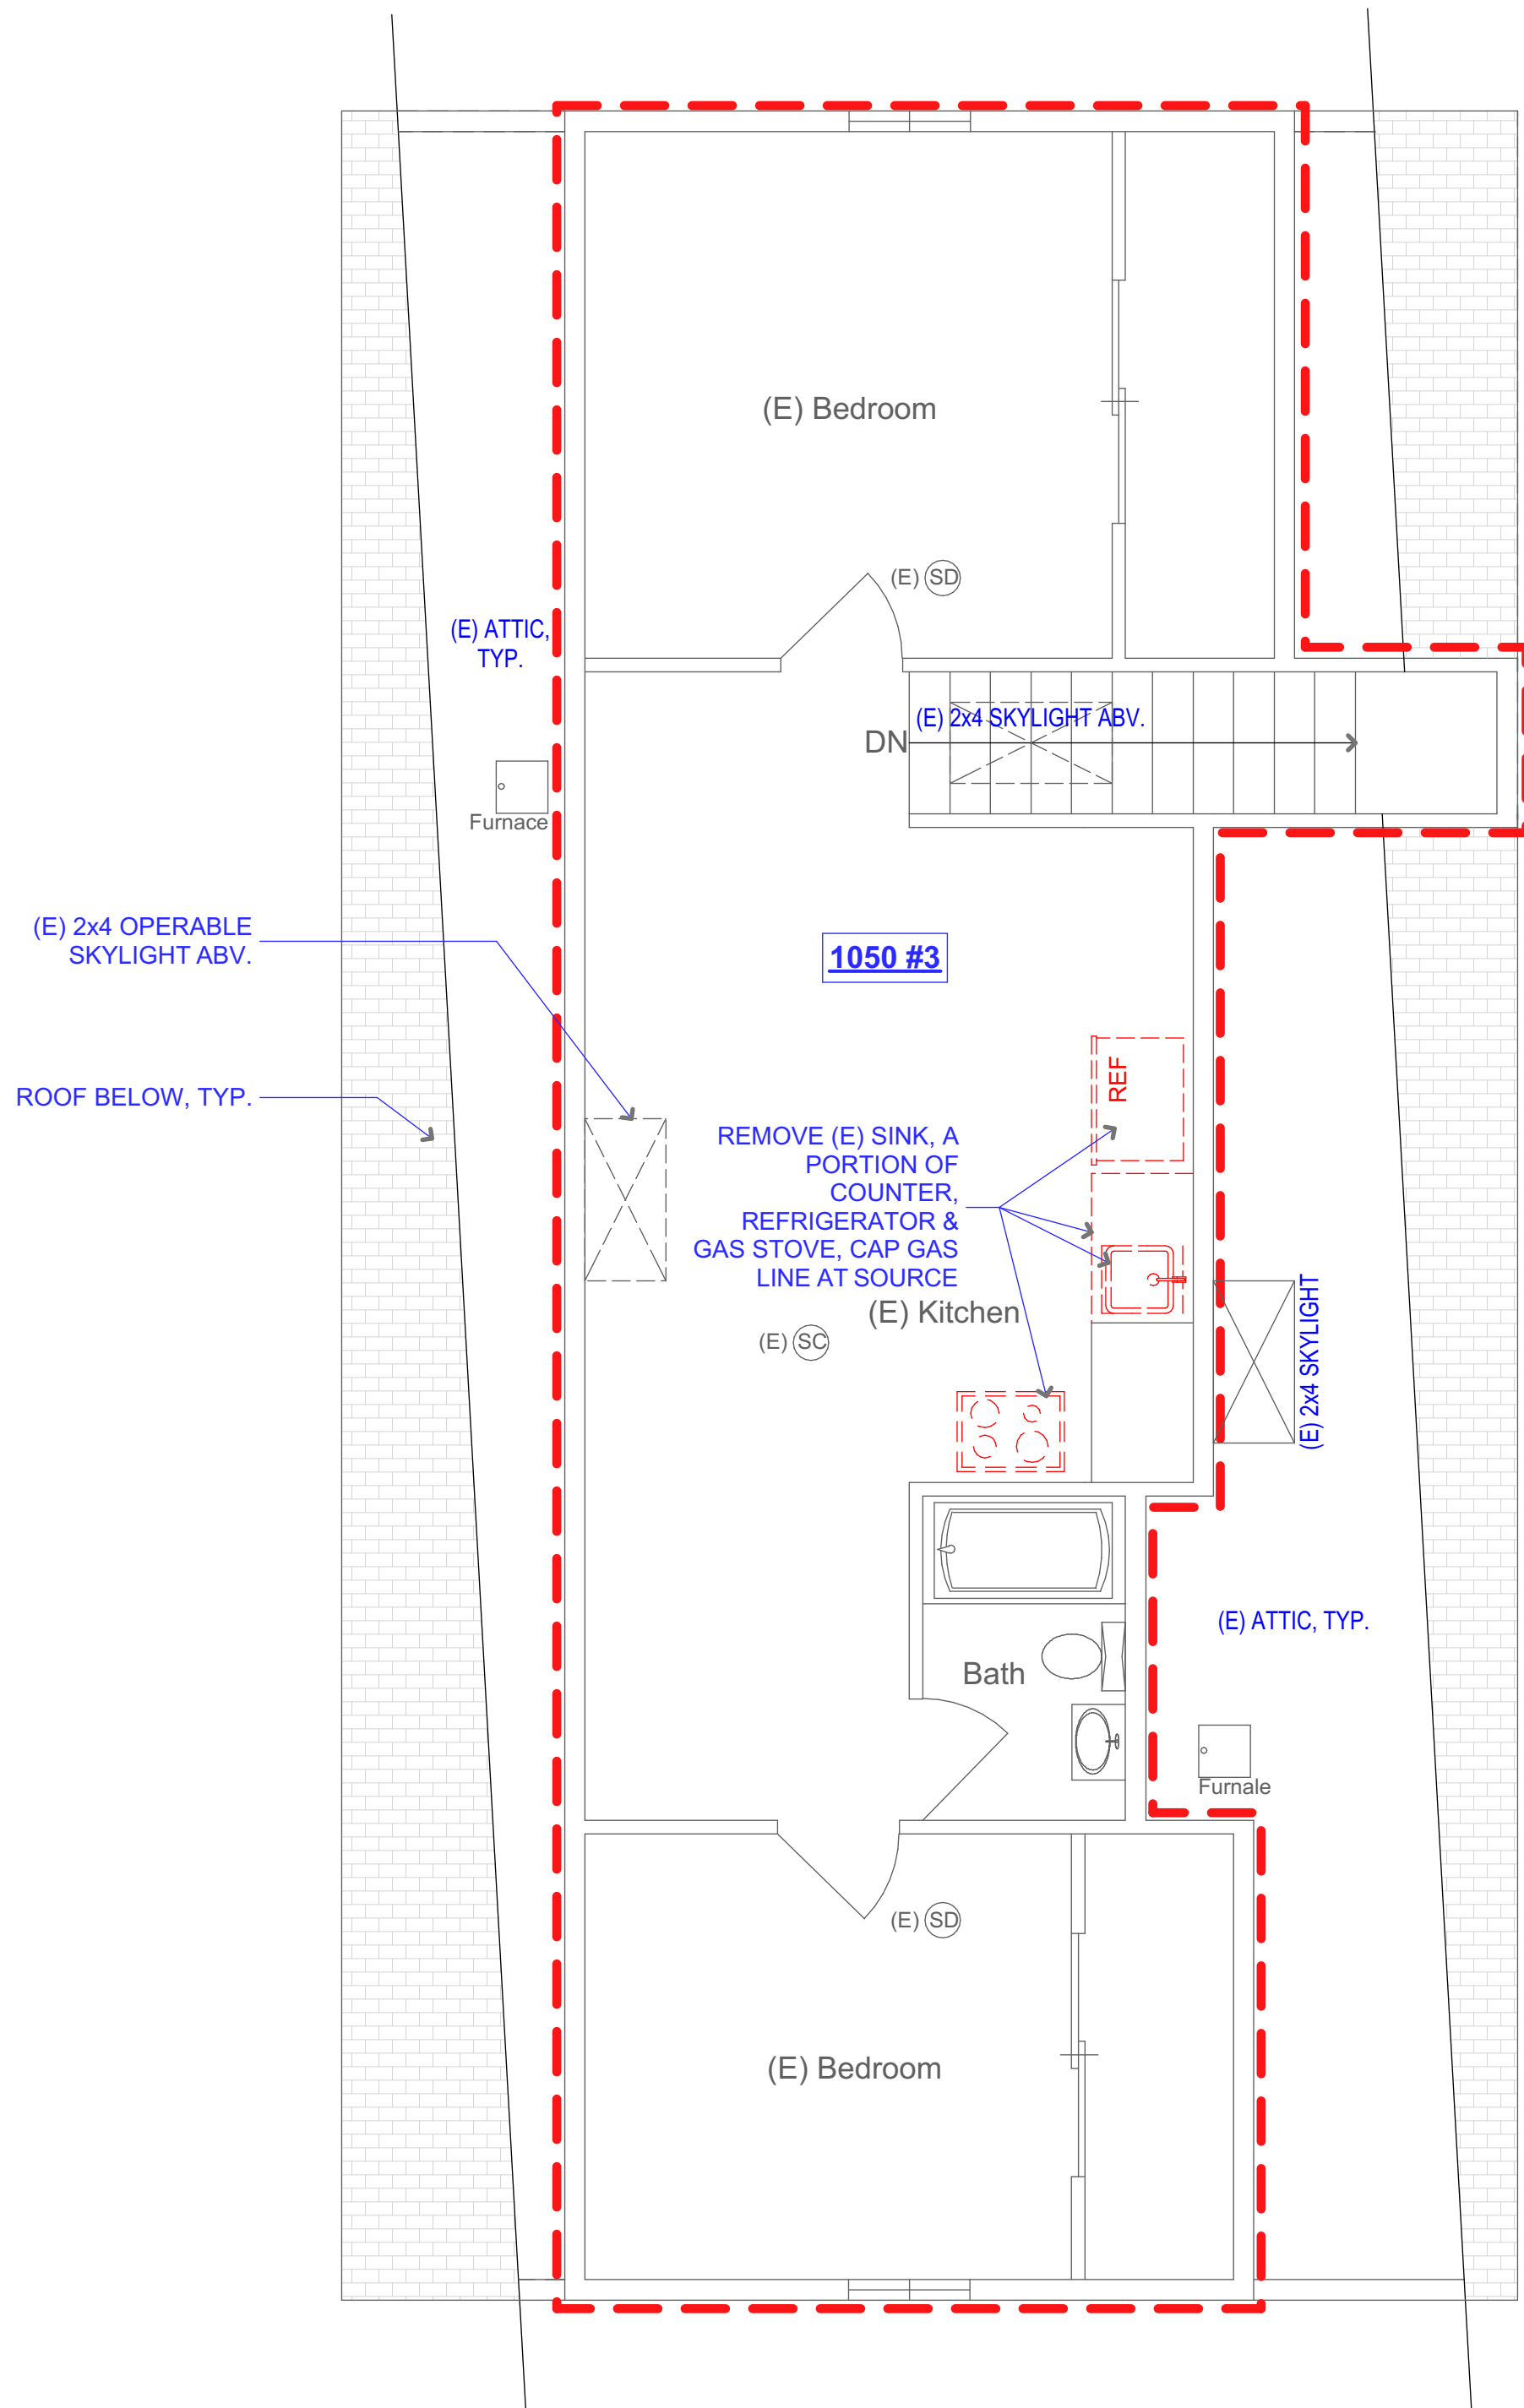 (E) Bedroom
(E) SD
(E) ATTIC,
TYP.
(E) 2x4 SKYLIGHT ABV.
DN
Furnace
(E) 2x4 OPERABLE
SKYLIGHT ABV.
1050 #3
ROOF BELOW, TYP.
REF
REMOVE (E) SINK, A
PORTION OF
COUNTER,
REFRIGERATOR &
GAS STOVE, CAP GAS
LINE AT SOURCE
(E) Kitchen
(E) SC
(E) 2x4 SKYLIGHT
(E) ATTIC, TYP.
Bath
Furnale
(E) SD
(E) Bedroom